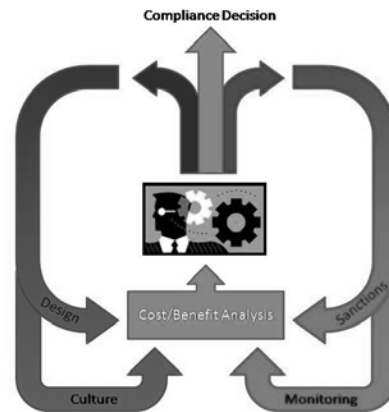 Compliance Decision
Design
Cost/Benefit Analysis
Sanctions
Culture
Monitoring